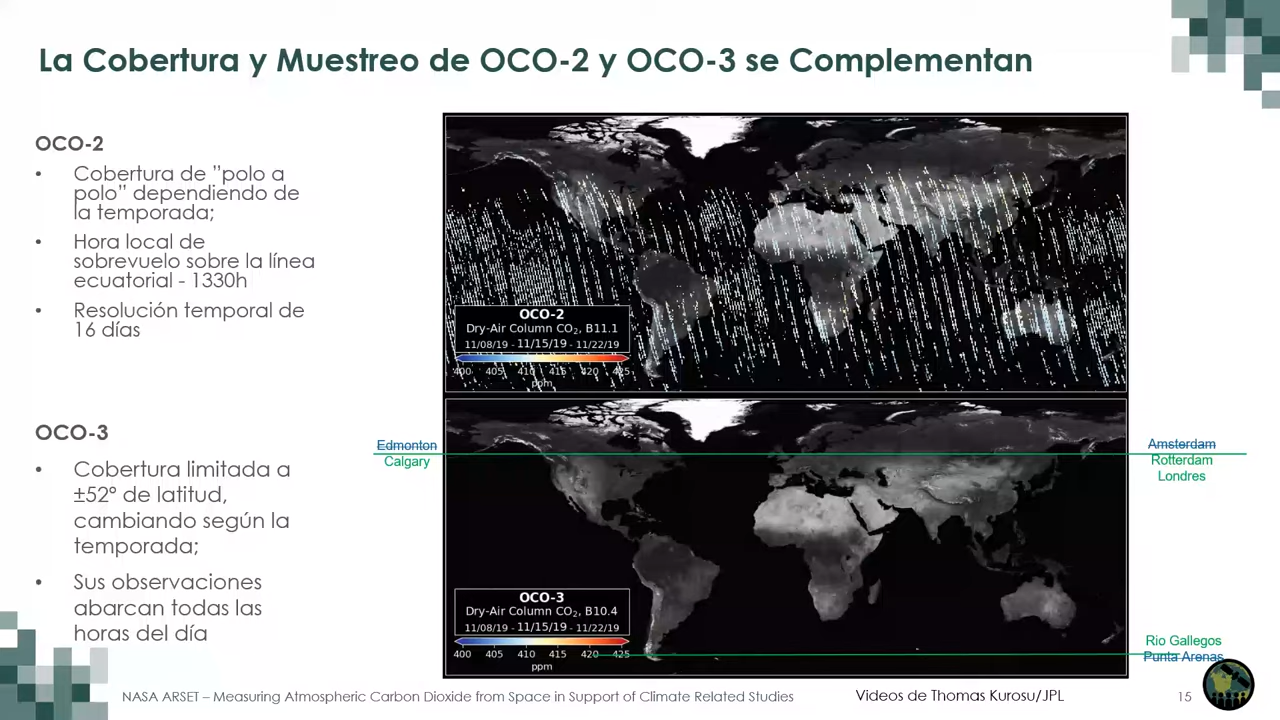 La Cobertura y Muestreo de OCO-2 y OCO-3 se Complementan
OCO-2
• Cobertura de ”polo a
polo” dependiendo de
la temporada;
• Hora local de
sobrevuelo sobre la línea
ecuatorial - 1330h
• Resolución temporal de
16 días
OCO-2
Dry-Air Column CO₂, B11.1
11/08/19 - 11/15/19 - 11/22/19
400 405 410 415 420 425
ppm
OCO-3
• Cobertura limitada a
±52° de latitud,
cambiando según la
temporada;
• Sus observaciones
abarcan todas las
horas del día
Edmonton
Calgary
Amsterdam
Rotterdam
Londres
OCO-3
Dry-Air Column CO₂, B10.4
11/08/19 - 11/15/19 - 11/22/19
400 405 410 415 420 425
ppm
Rio Gallegos
Punta Arenas
NASA ARSET – Measuring Atmospheric Carbon Dioxide from Space in Support of Climate Related Studies
Videos de Thomas Kurosu/JPL
15